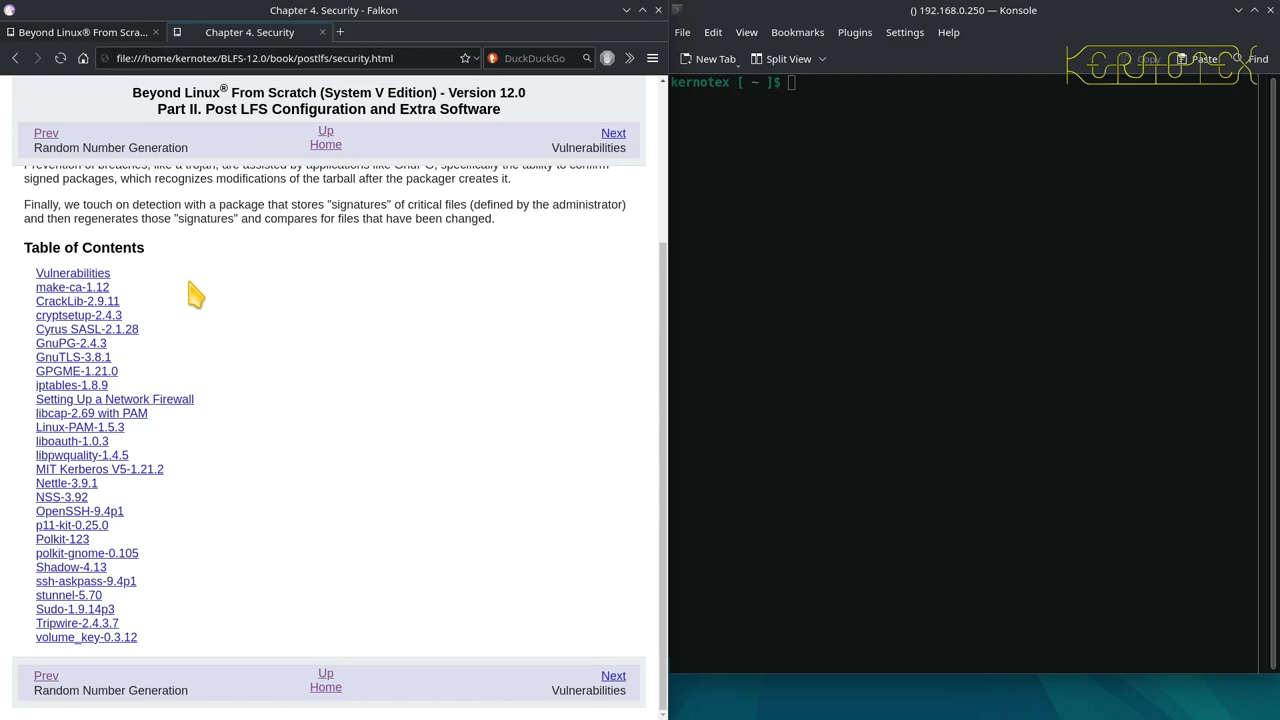 Chapter 4. Security - Falkon
Beyond Linux® From Scra...
Chapter 4. Security
file:///home/kernotex/BLFS-12.0/book/postlfs/security.html
DuckDuckGo
Beyond Linux® From Scratch (System V Edition) - Version 12.0
Part II. Post LFS Configuration and Extra Software
Prev Up Next
Random Number Generation Home Vulnerabilities
signed packages, which recognizes modifications of the tarball after the packager creates it.
Finally, we touch on detection with a package that stores "signatures" of critical files (defined by the administrator)
and then regenerates those "signatures" and compares for files that have been changed.
Table of Contents
Vulnerabilities
make-ca-1.12
CrackLib-2.9.11
cryptsetup-2.4.3
Cyrus SASL-2.1.28
GnuPG-2.4.3
GnuTLS-3.8.1
GPGME-1.21.0
iptables-1.8.9
Setting Up a Network Firewall
libcap-2.69 with PAM
Linux-PAM-1.5.3
liboauth-1.0.3
libpwquality-1.4.5
MIT Kerberos V5-1.21.2
Nettle-3.9.1
NSS-3.92
OpenSSH-9.4p1
p11-kit-0.25.0
Polkit-123
polkit-gnome-0.105
Shadow-4.13
ssh-askpass-9.4p1
stunnel-5.70
Sudo-1.9.14p3
Tripwire-2.4.3.7
volume_key-0.3.12
Prev Up Next
Random Number Generation Home Vulnerabilities
() 192.168.0.250 — Konsole
File Edit View Bookmarks Plugins Settings Help
New Tab Split View Copy Paste Find
KERNOTEX
kernotex [ ~ ]$